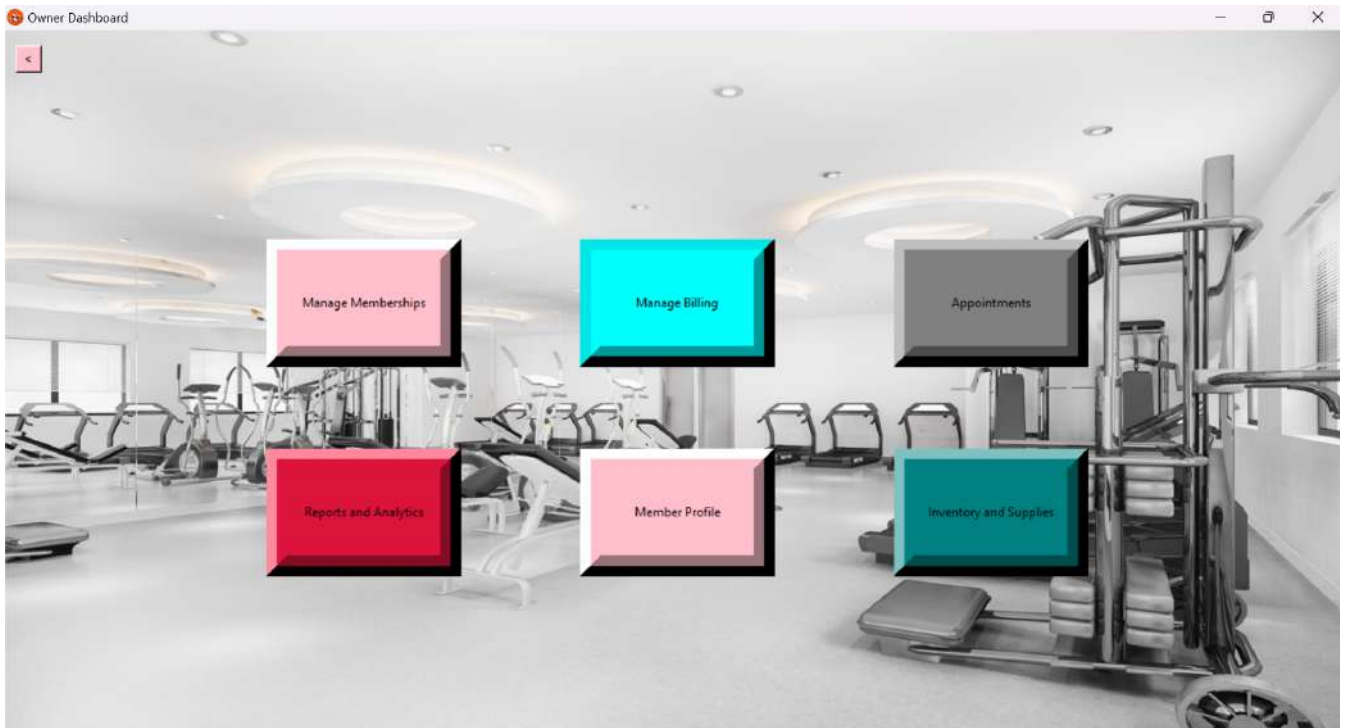 Owner Dashboard
<
Manage Memberships
Manage Billing
Appointments
Reports and Analytics
Member Profile
Inventory and Supplies